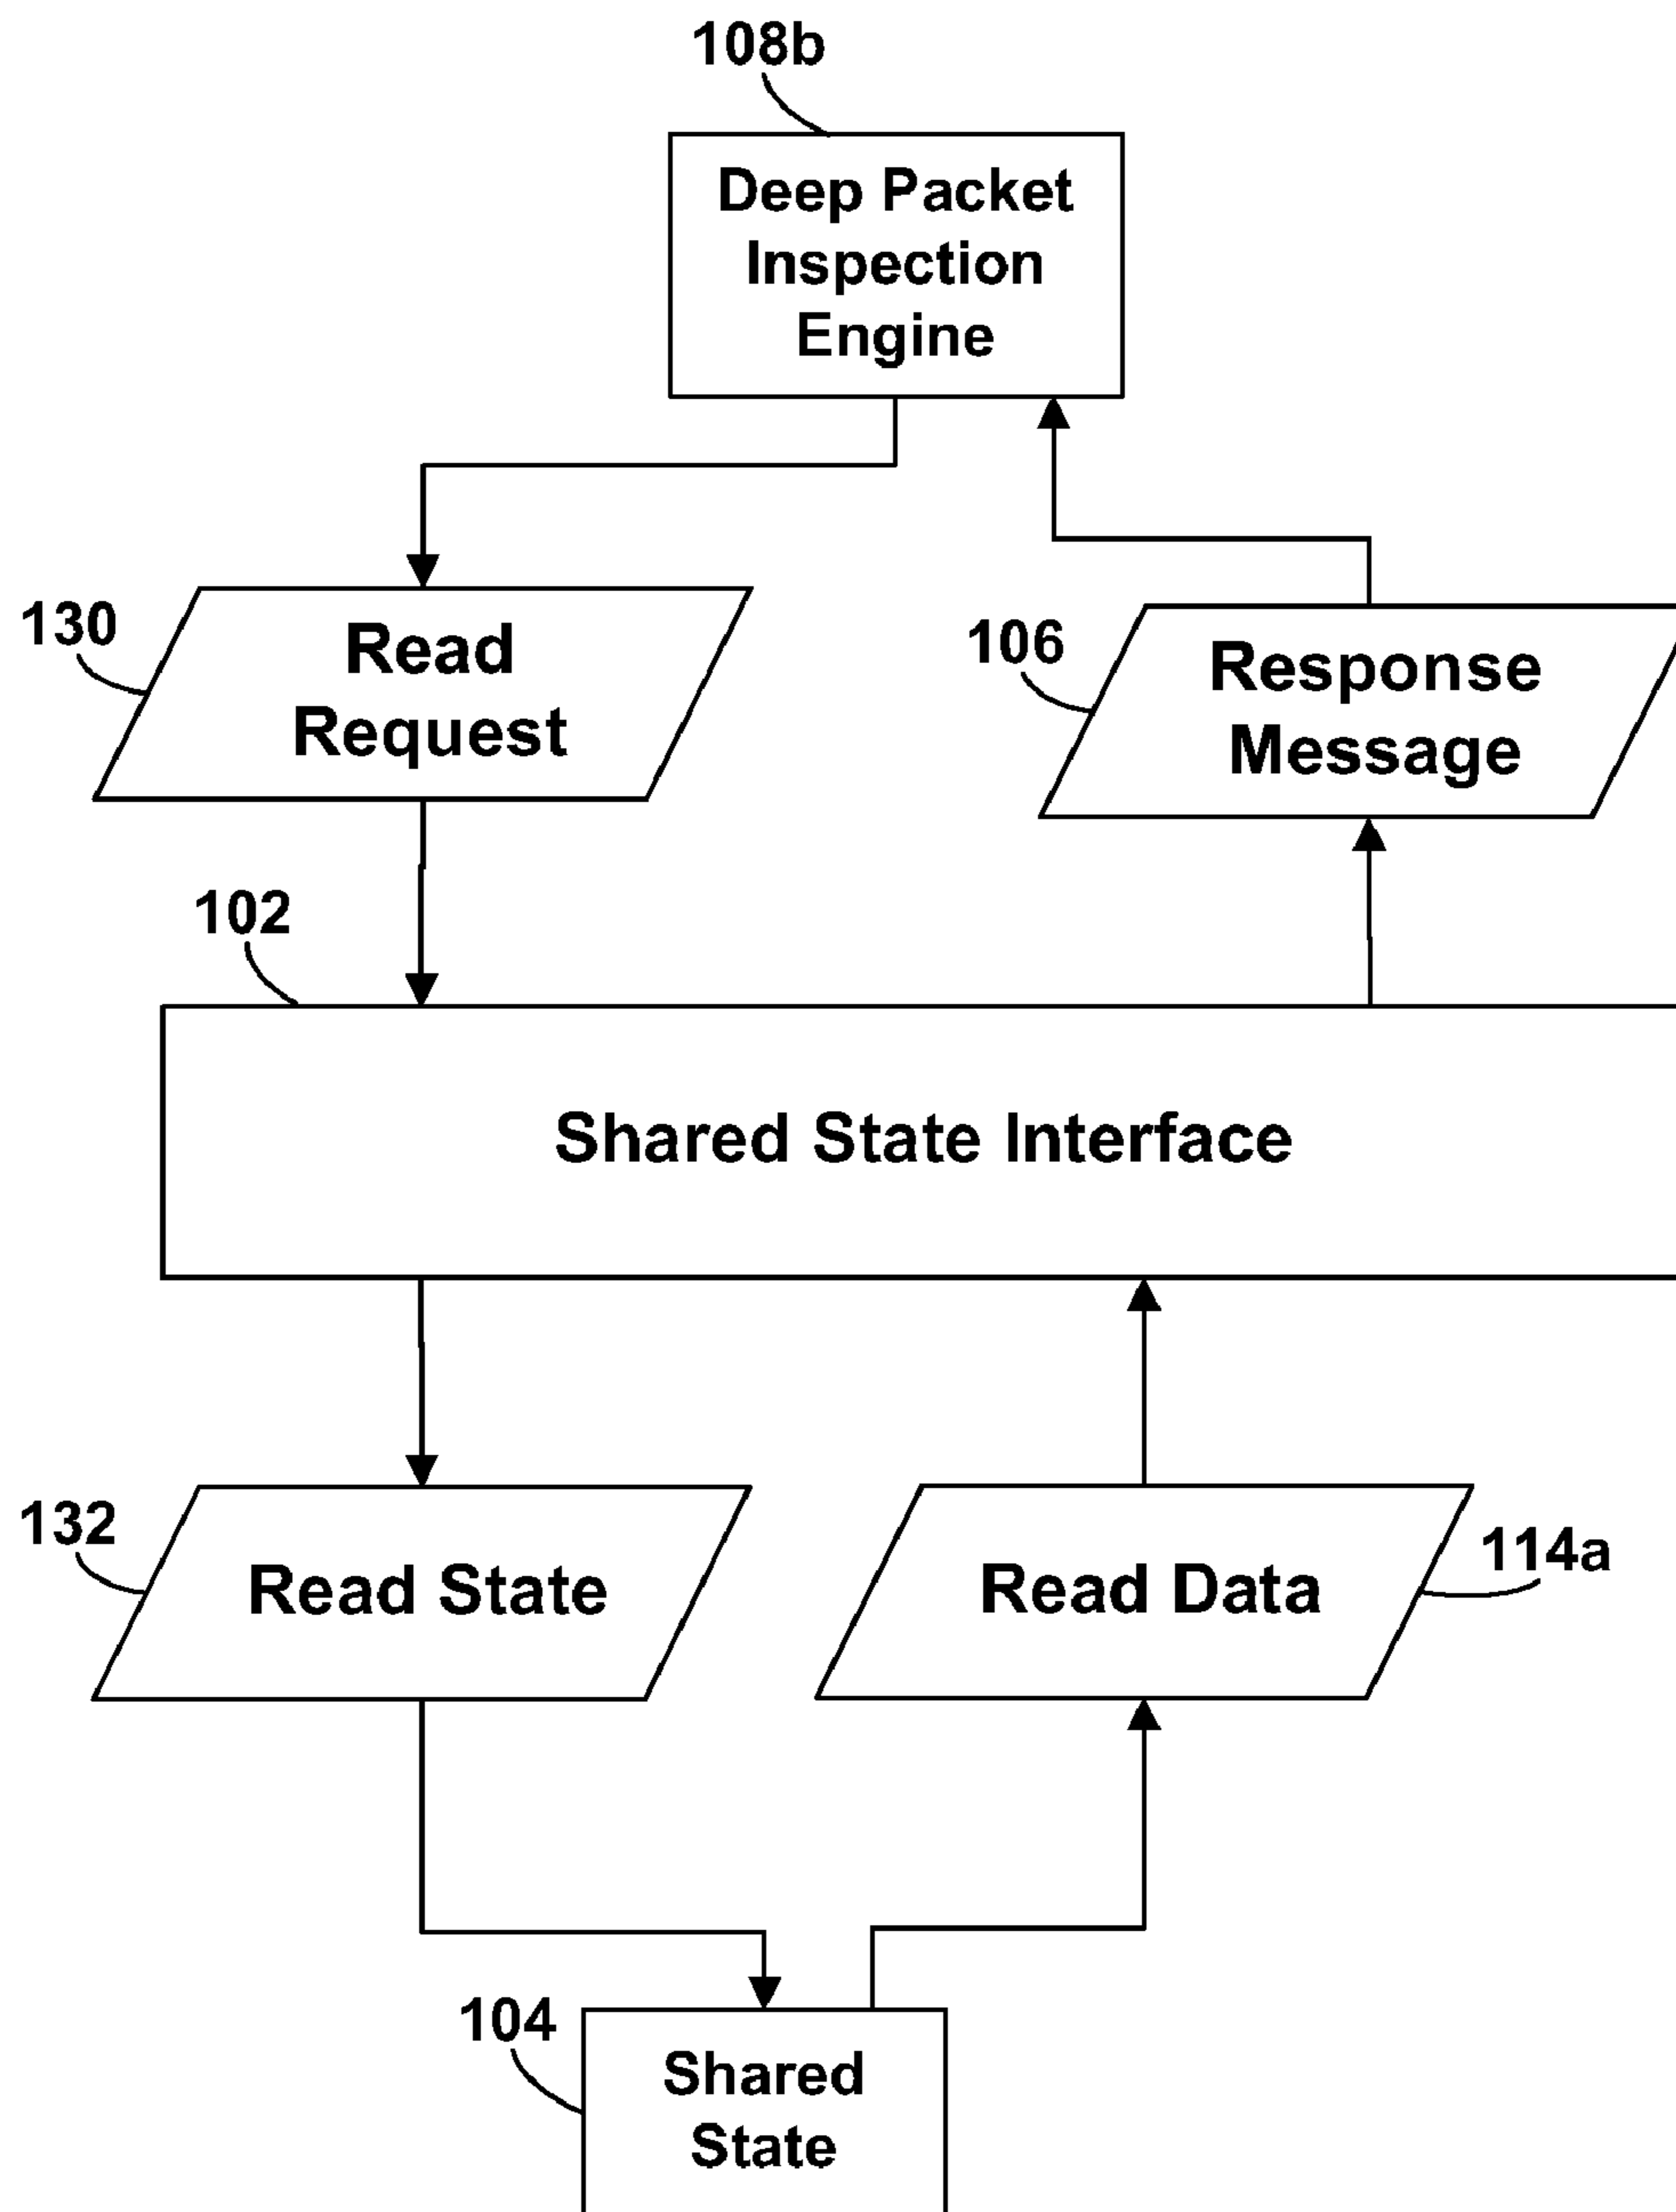 108b
Deep Packet
Inspection
Engine
130
Read
Request
106
Response
Message
102
Shared State Interface
132
Read State
Read Data
114a
104
Shared
State